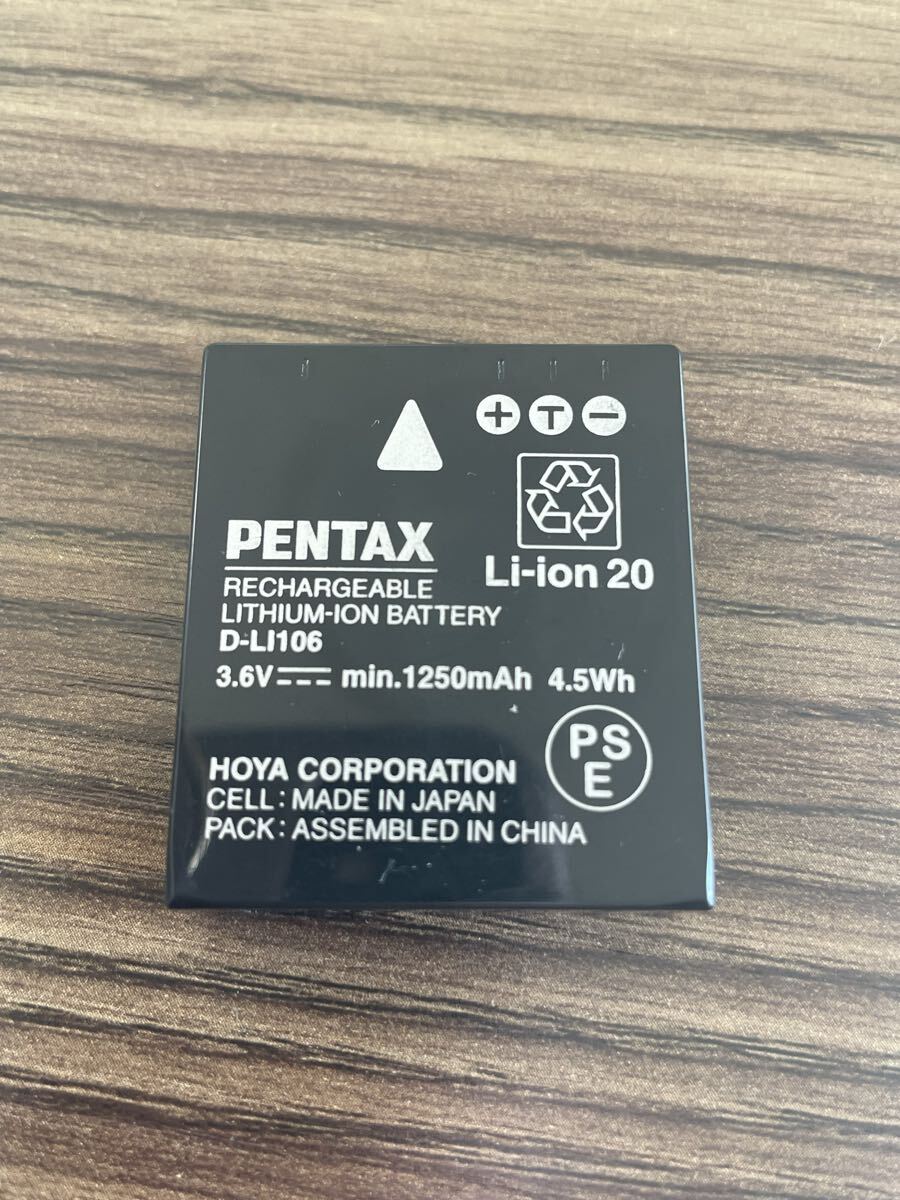 + T −
PENTAX
Li-ion 20
RECHARGEABLE
LITHIUM-ION BATTERY
D-LI106
3.6V⎓ min.1250mAh 4.5Wh
PS
E
HOYA CORPORATION
CELL : MADE IN JAPAN
PACK : ASSEMBLED IN CHINA